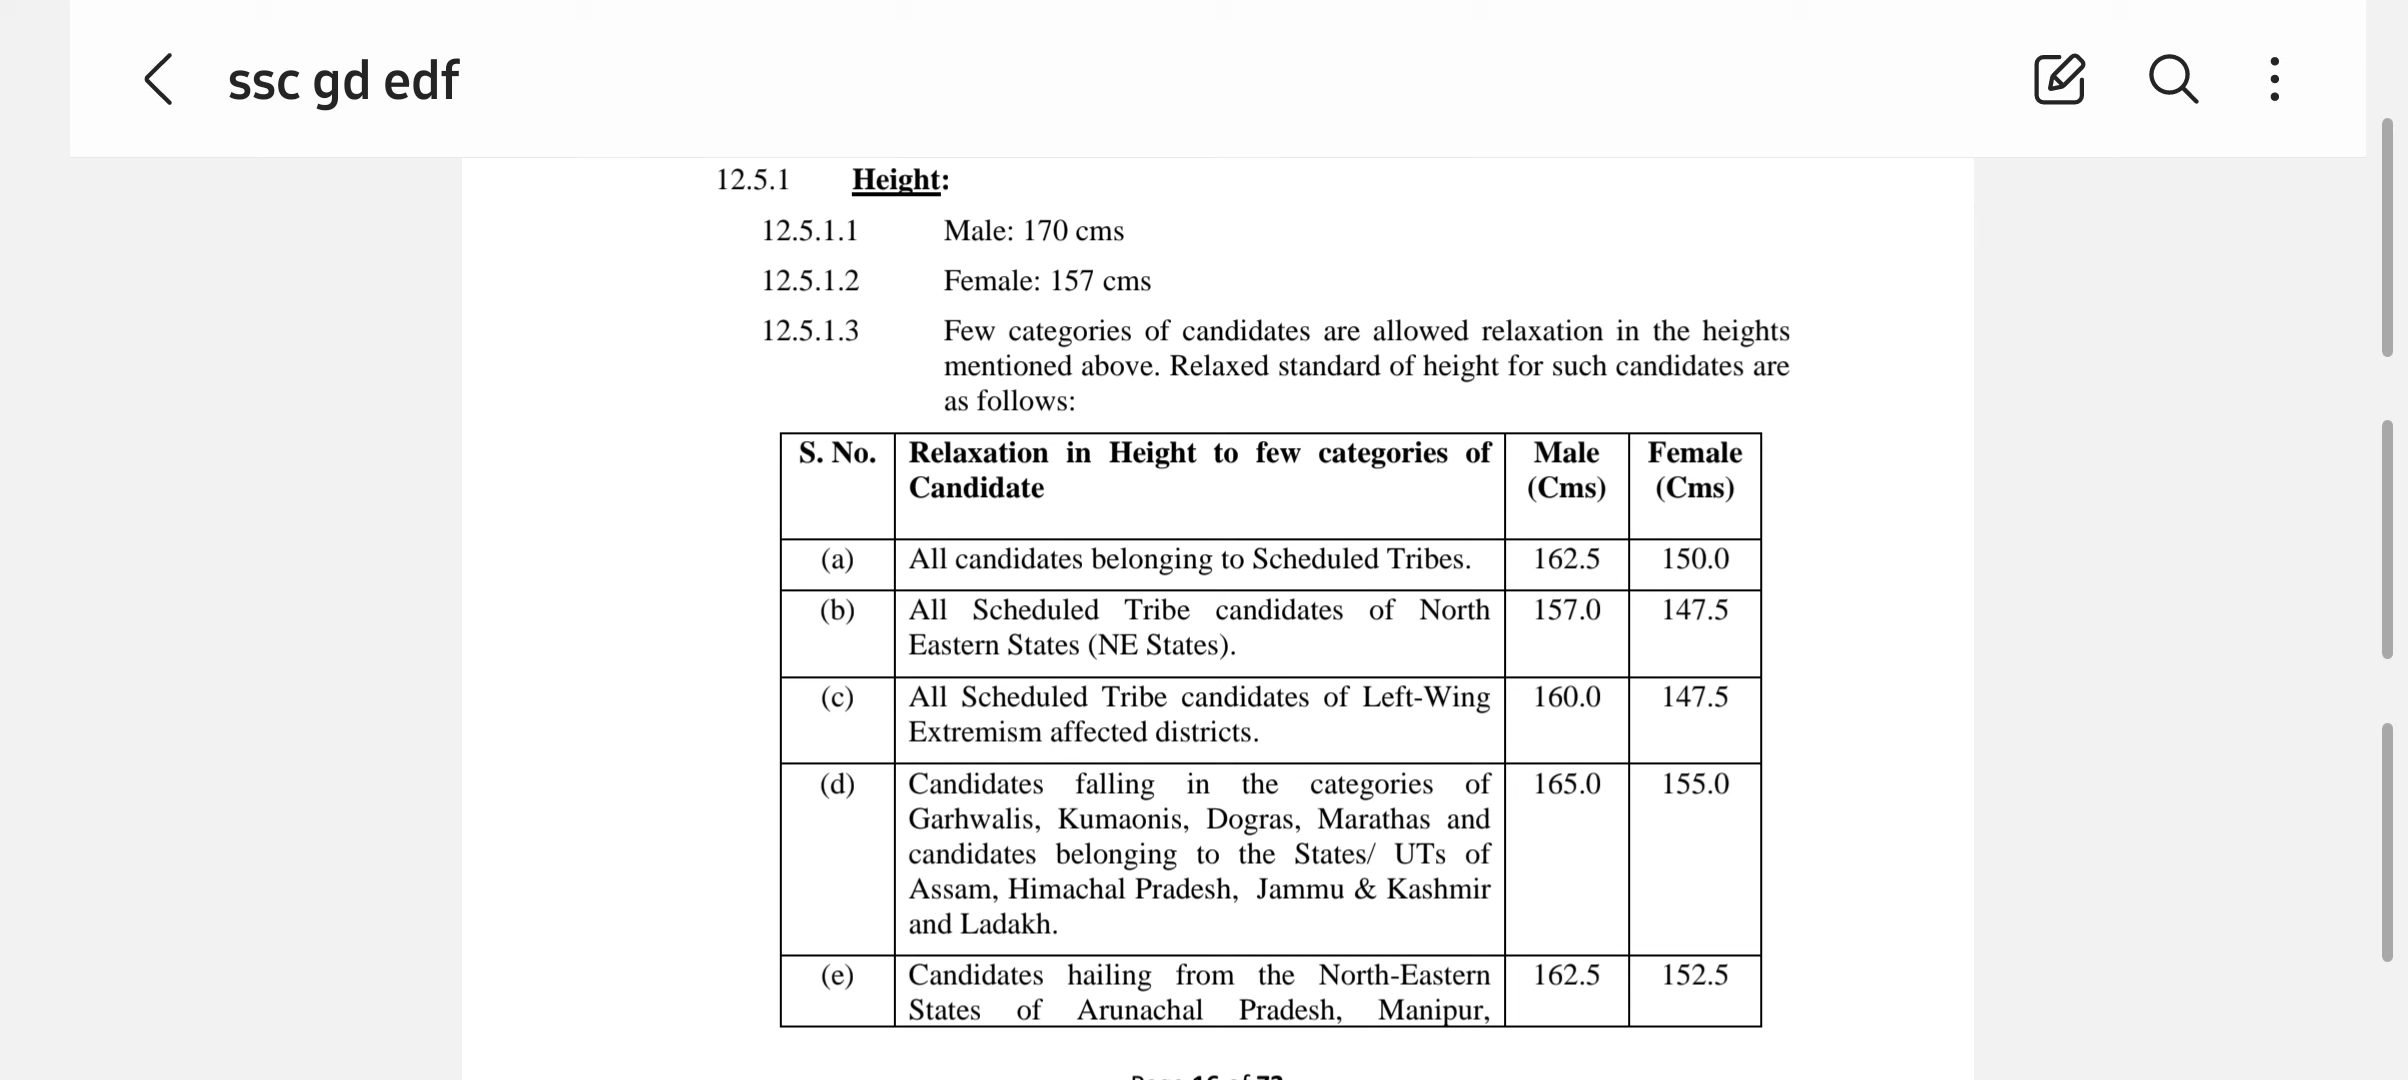 ssc gd edf
12.5.1 Height:
12.5.1.1 Male: 170 cms
12.5.1.2 Female: 157 cms
12.5.1.3 Few categories of candidates are allowed relaxation in the heights
mentioned above. Relaxed standard of height for such candidates are
as follows:
S. No. Relaxation in Height to few categories of Male Female
Candidate (Cms) (Cms)
(a) All candidates belonging to Scheduled Tribes. 162.5 150.0
(b) All Scheduled Tribe candidates of North 157.0 147.5
Eastern States (NE States).
(c) All Scheduled Tribe candidates of Left-Wing 160.0 147.5
Extremism affected districts.
(d) Candidates falling in the categories of 165.0 155.0
Garhwalis, Kumaonis, Dogras, Marathas and
candidates belonging to the States/ UTs of
Assam, Himachal Pradesh, Jammu & Kashmir
and Ladakh.
(e) Candidates hailing from the North-Eastern 162.5 152.5
States of Arunachal Pradesh, Manipur,